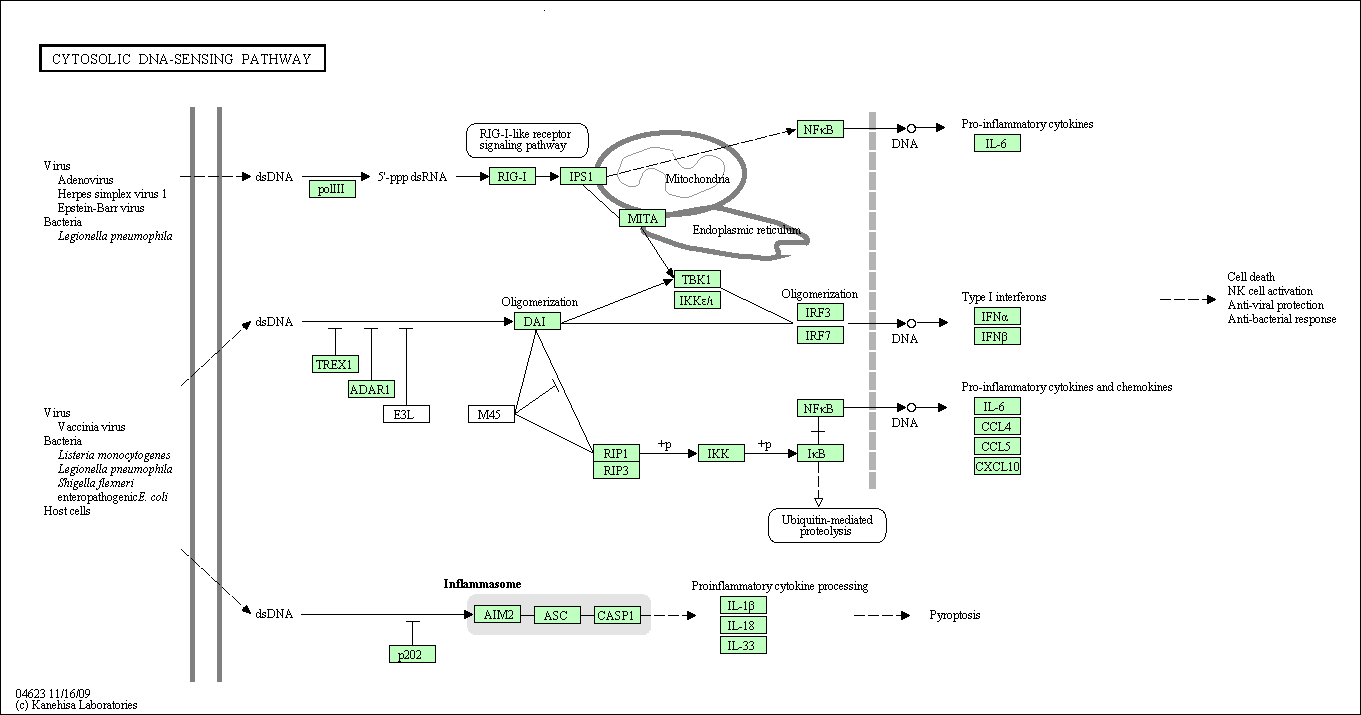 CYTOSOLIC DNA-SENSING PATHWAY
Virus
Adenovirus
Herpes simplex virus 1
Epstein-Barr virus
Bacteria
Legionella pneumophila
dsDNA
polIII
5'-ppp dsRNA
RIG-I-like receptor
signaling pathway
RIG-I
IPS1
Mitochondria
MITA
Endoplasmic reticulum
NFκB
DNA
Pro-inflammatory cytokines
IL-6
TBK1
IKKε/ι
Oligomerization
dsDNA
DAI
TREX1
ADAR1
E3L
M45
Oligomerization
IRF3
IRF7
DNA
Type I interferons
IFNα
IFNβ
Cell death
NK cell activation
Anti-viral protection
Anti-bacterial response
Virus
Vaccinia virus
Bacteria
Listeria monocytogenes
Legionella pneumophila
Shigella flexneri
enteropathogenicE. coli
Host cells
RIP1
RIP3
+p
IKK
+p
IκB
NFκB
DNA
Pro-inflammatory cytokines and chemokines
IL-6
CCL4
CCL5
CXCL10
Ubiquitin-mediated
proteolysis
dsDNA
p202
Inflammasome
AIM2
ASC
CASP1
Proinflammatory cytokine processing
IL-1β
IL-18
IL-33
Pyroptosis
04623 11/16/09
(c) Kanehisa Laboratories